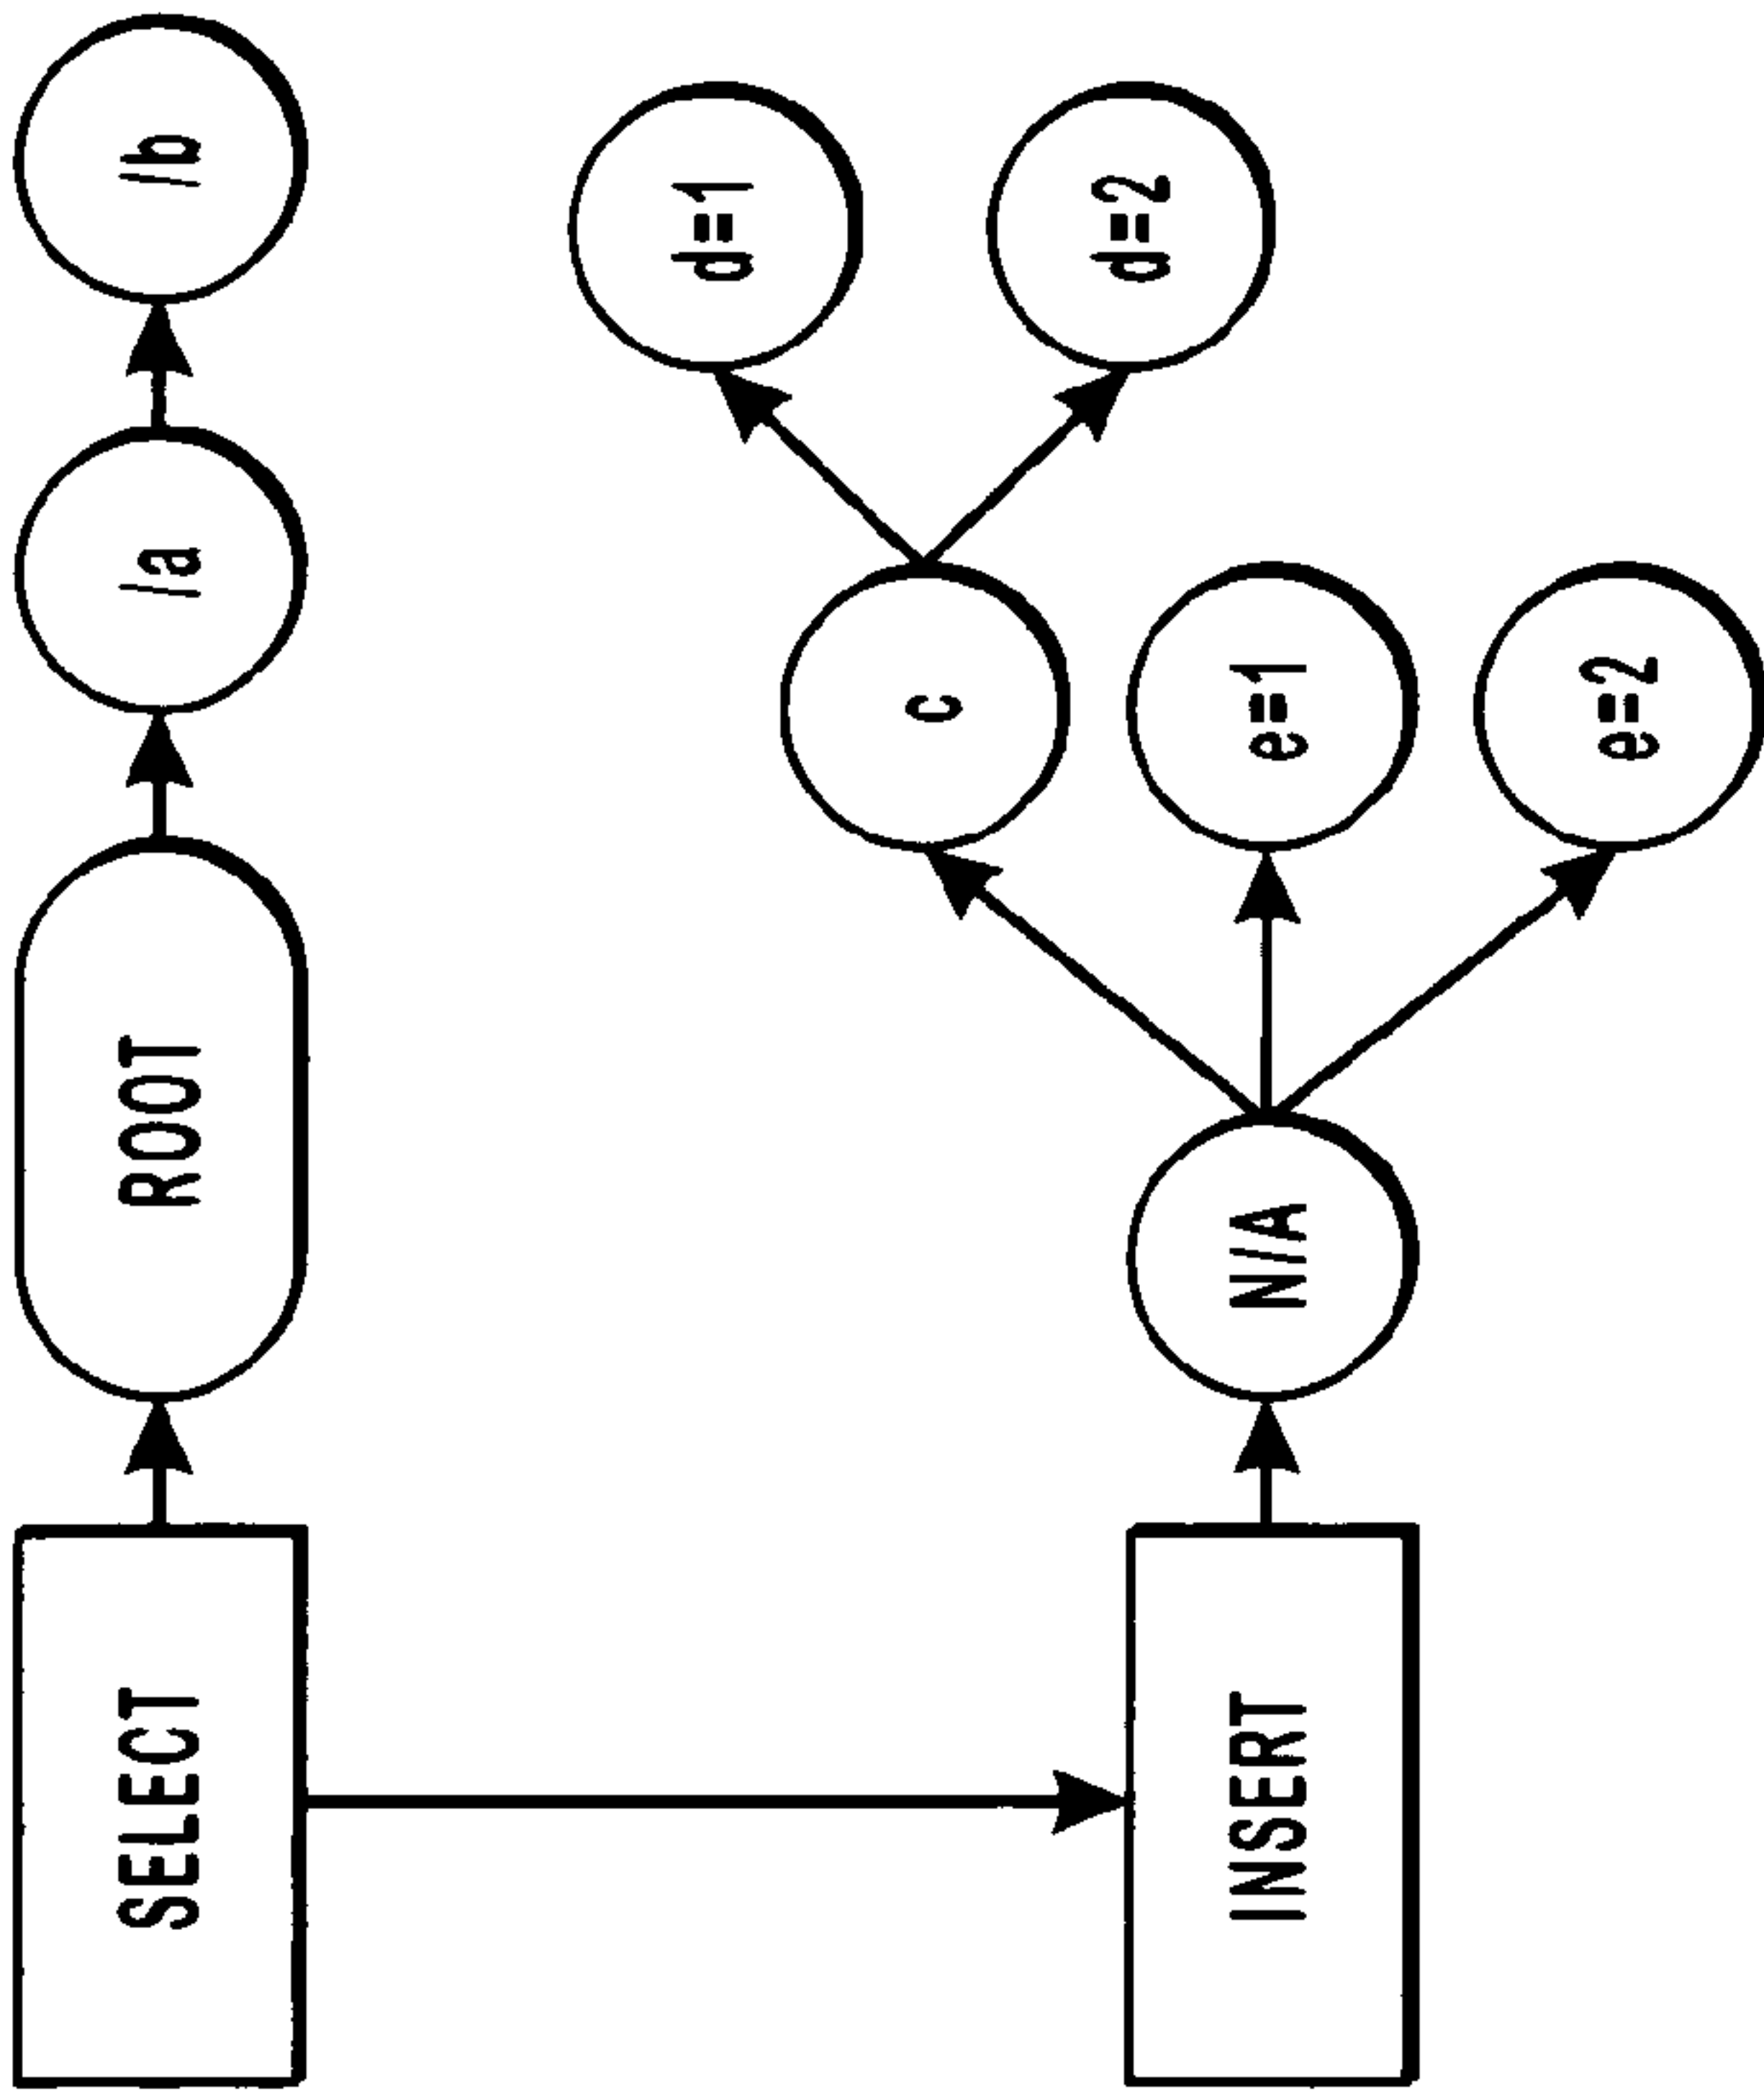 SELECT
ROOT
/a
/b
INSERT
N/A
c
d=1
d=2
e=1
e=2